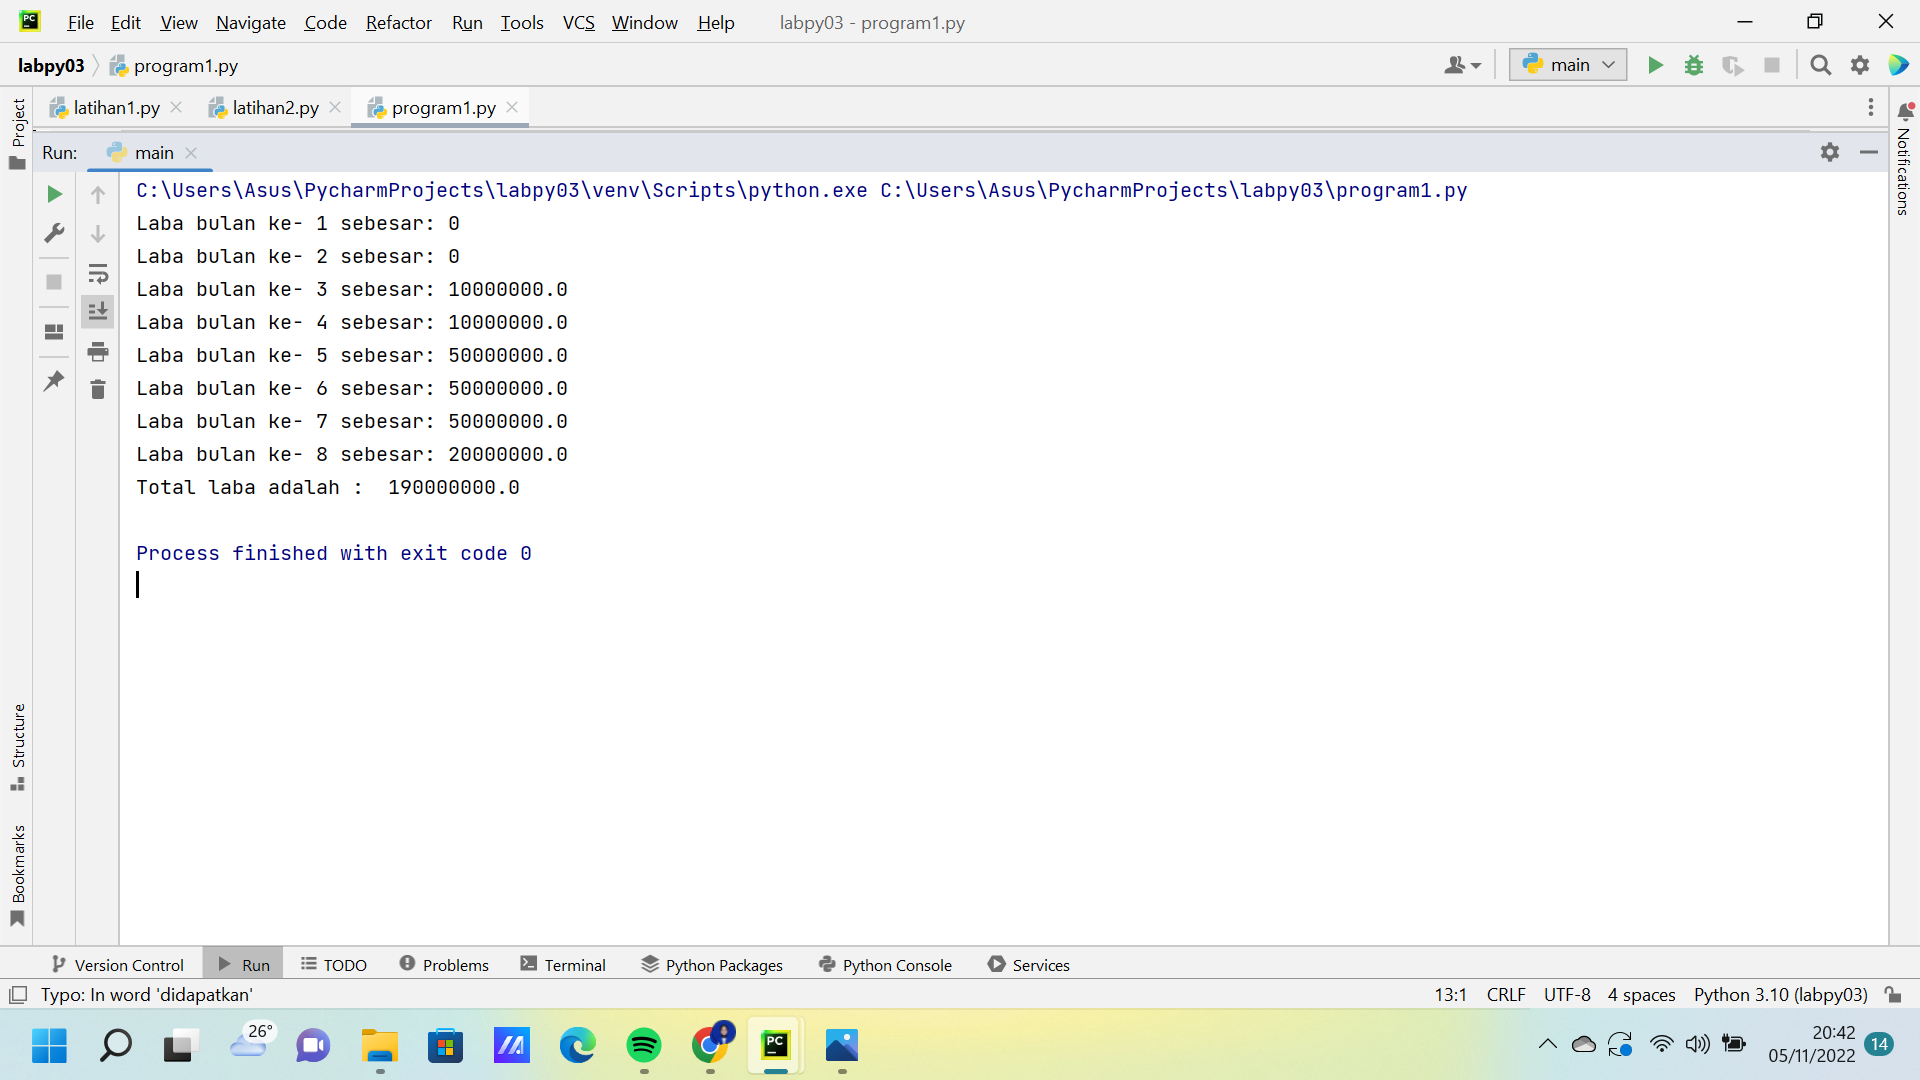 File Edit View Navigate Code Refactor Run Tools VCS Window Help labpy03 - program1.py
labpy03 program1.py main
latihan1.py latihan2.py program1.py
Project
Notifications
Run: main
C:\Users\Asus\PycharmProjects\labpy03\venv\Scripts\python.exe C:\Users\Asus\PycharmProjects\labpy03\program1.py
Laba bulan ke- 1 sebesar: 0
Laba bulan ke- 2 sebesar: 0
Laba bulan ke- 3 sebesar: 10000000.0
Laba bulan ke- 4 sebesar: 10000000.0
Laba bulan ke- 5 sebesar: 50000000.0
Laba bulan ke- 6 sebesar: 50000000.0
Laba bulan ke- 7 sebesar: 50000000.0
Laba bulan ke- 8 sebesar: 20000000.0
Total laba adalah :  190000000.0
Process finished with exit code 0
Structure
Bookmarks
Version Control Run TODO Problems Terminal Python Packages Python Console Services
Typo: In word 'didapatkan' 13:1 CRLF UTF-8 4 spaces Python 3.10 (labpy03)
26° PC 20:42 14
05/11/2022